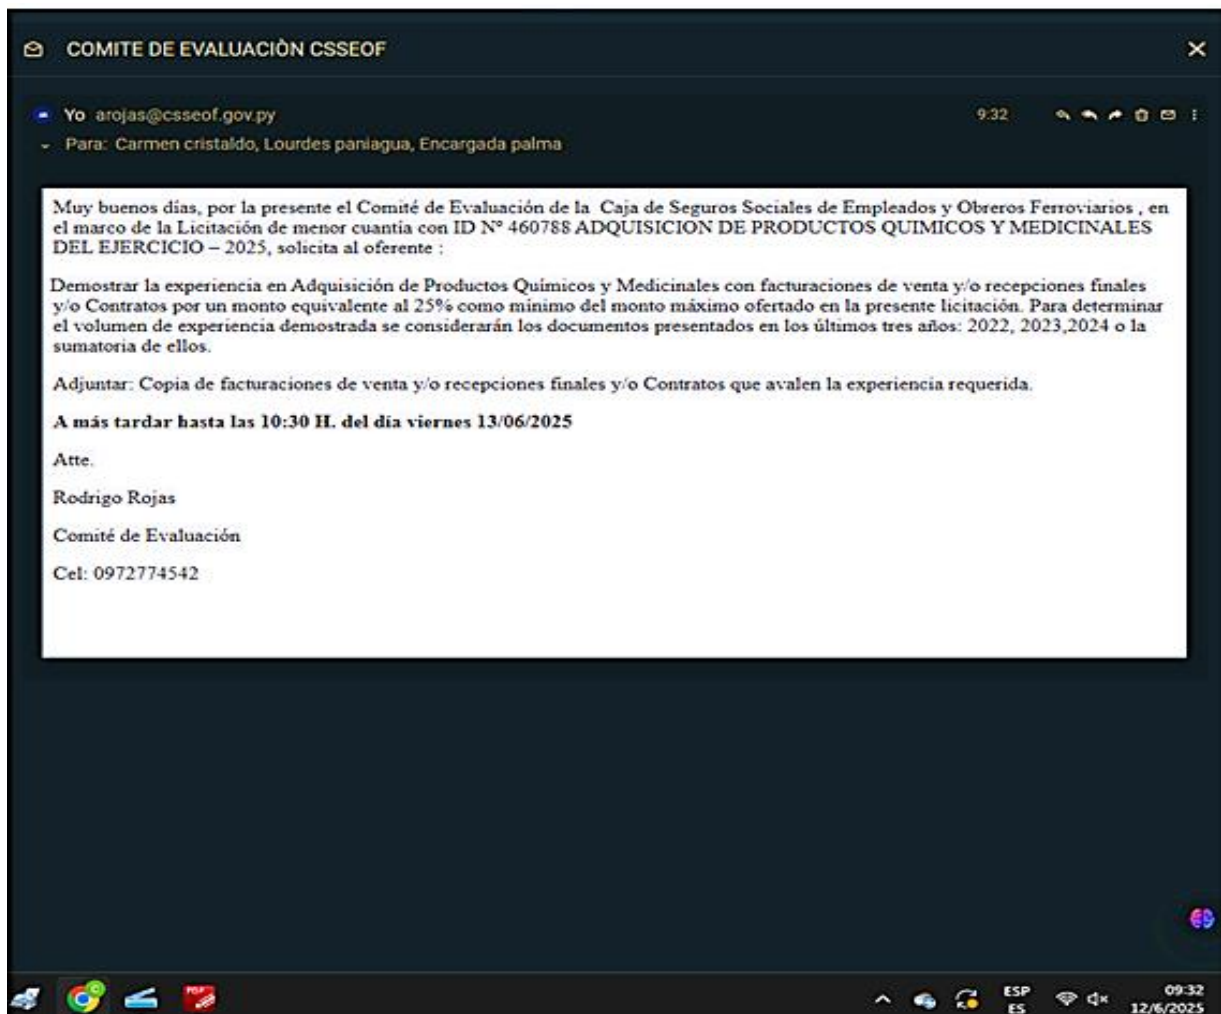 COMITE DE EVALUACIÒN CSSEOF
Yo arojas@csseof.gov.py 9:32
Para: Carmen cristaldo, Lourdes paniagua, Encargada palma
Muy buenos días, por la presente el Comité de Evaluación de la Caja de Seguros Sociales de Empleados y Obreros Ferroviarios , en
el marco de la Licitación de menor cuantía con ID Nº 460788 ADQUISICION DE PRODUCTOS QUIMICOS Y MEDICINALES
DEL EJERCICIO – 2025, solicita al oferente :
Demostrar la experiencia en Adquisición de Productos Químicos y Medicinales con facturaciones de venta y/o recepciones finales
y/o Contratos por un monto equivalente al 25% como mínimo del monto máximo ofertado en la presente licitación. Para determinar
el volumen de experiencia demostrada se considerarán los documentos presentados en los últimos tres años: 2022, 2023,2024 o la
sumatoria de ellos.
Adjuntar: Copia de facturaciones de venta y/o recepciones finales y/o Contratos que avalen la experiencia requerida.
A más tardar hasta las 10:30 H. del día viernes 13/06/2025
Atte.
Rodrigo Rojas
Comité de Evaluación
Cel: 0972774542
ESP
ES
09:32
12/6/2025